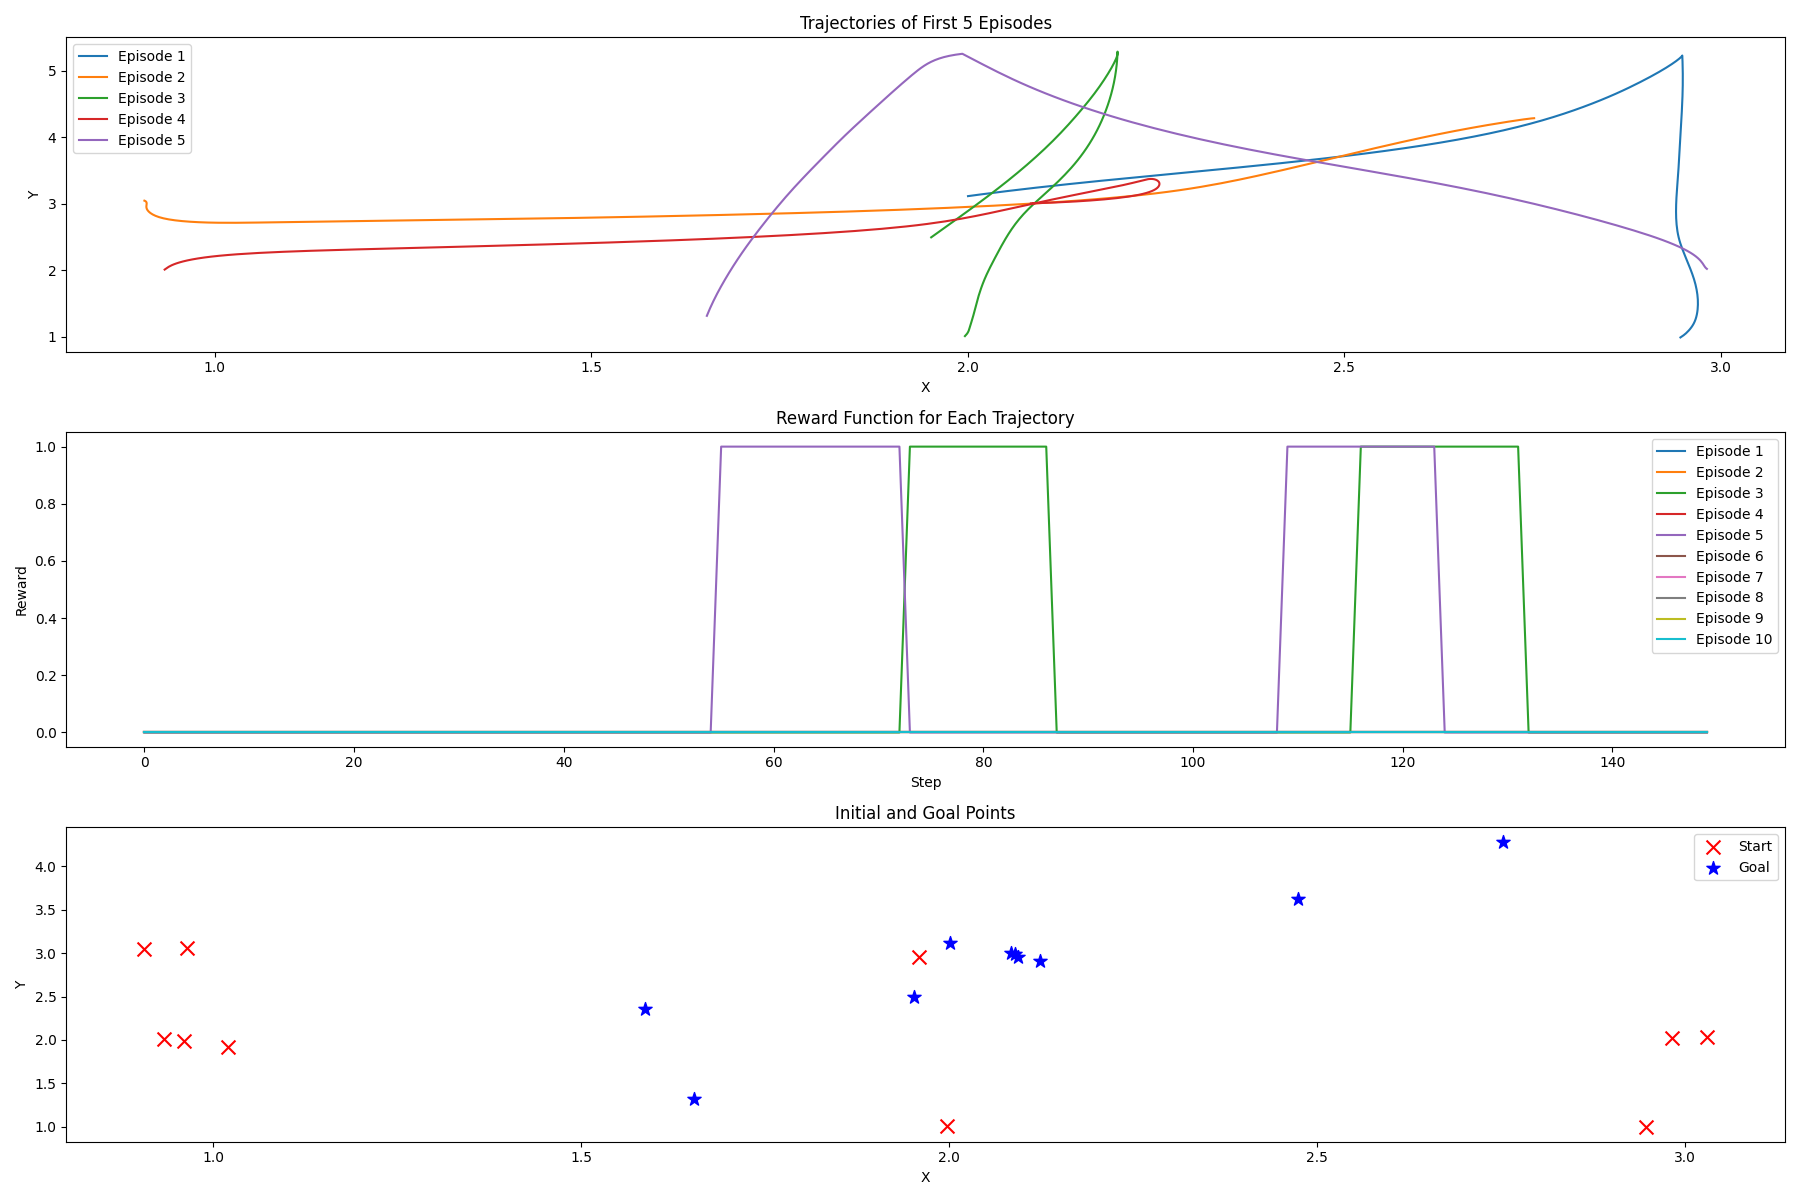 Trajectories of First 5 Episodes
Episode 1
Episode 2
Episode 3
Episode 4
Episode 5
Y
5
4
3
2
1
1.0 1.5 2.0 2.5 3.0
X
Reward Function for Each Trajectory
Episode 1
Episode 2
Episode 3
Episode 4
Episode 5
Episode 6
Episode 7
Episode 8
Episode 9
Episode 10
Reward
1.0
0.8
0.6
0.4
0.2
0.0
0 20 40 60 80 100 120 140
Step
Initial and Goal Points
Start
Goal
Y
4.0
3.5
3.0
2.5
2.0
1.5
1.0
1.0 1.5 2.0 2.5 3.0
X